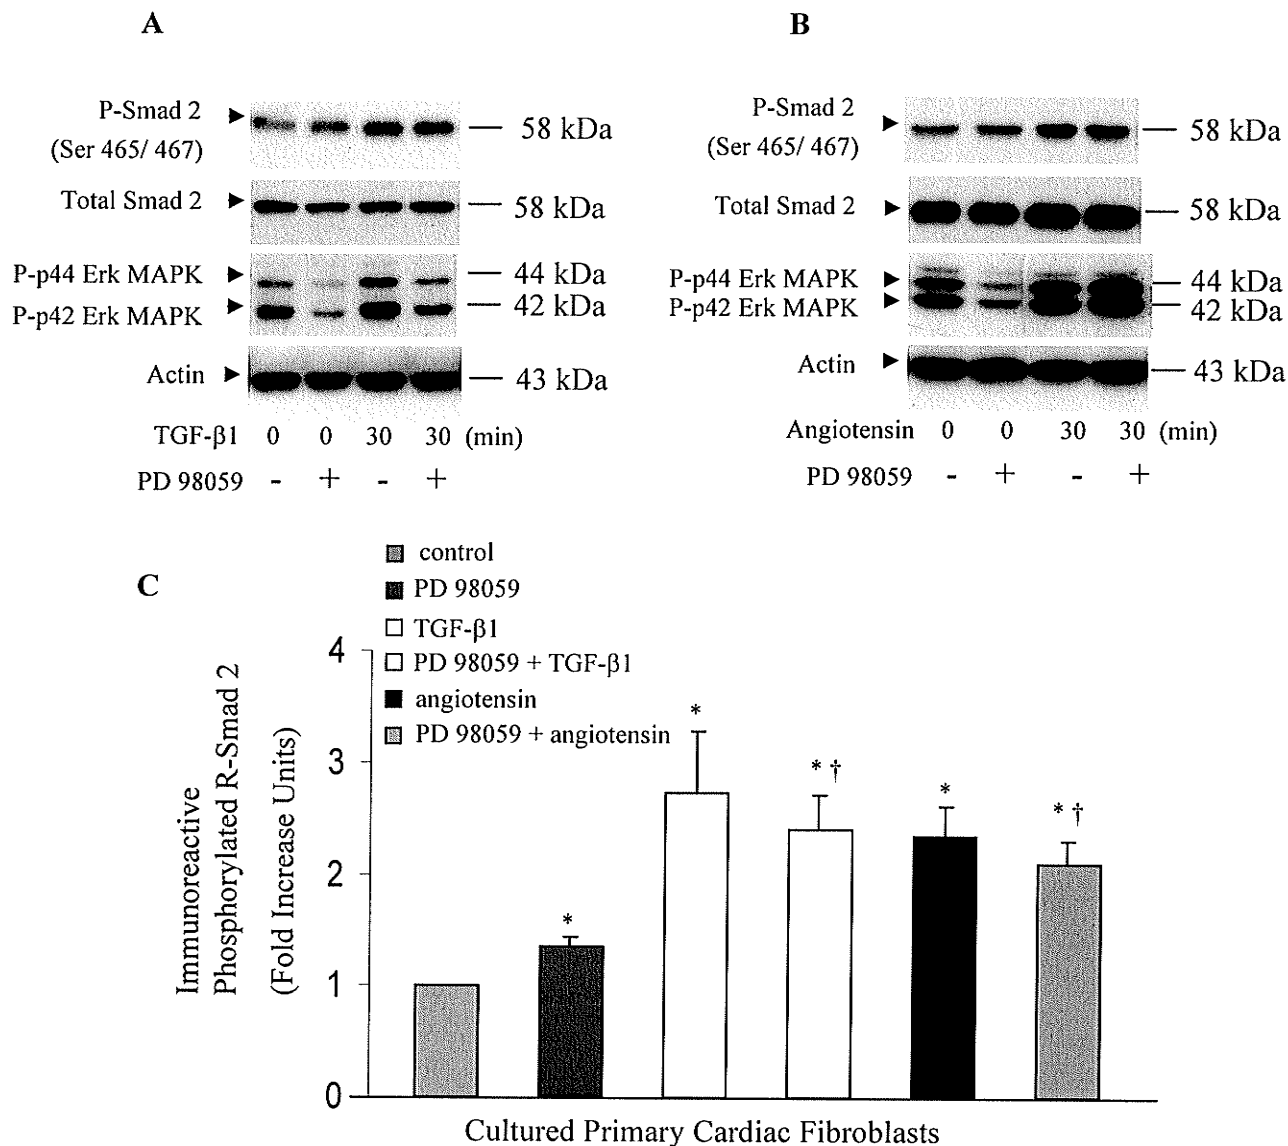 A
P-Smad 2
(Ser 465/ 467)
58 kDa
Total Smad 2
58 kDa
P-p44 Erk MAPK
44 kDa
P-p42 Erk MAPK
42 kDa
Actin
43 kDa
TGF-β1 0 0 30 30 (min)
PD 98059 - + - +
B
P-Smad 2
(Ser 465/ 467)
58 kDa
Total Smad 2
58 kDa
P-p44 Erk MAPK
44 kDa
P-p42 Erk MAPK
42 kDa
Actin
43 kDa
Angiotensin 0 0 30 30 (min)
PD 98059 - + - +
C
control
PD 98059
TGF-β1
PD 98059 + TGF-β1
angiotensin
PD 98059 + angiotensin
Immunoreactive
Phosphorylated R-Smad 2
(Fold Increase Units)
4
3
2
1
0
*
*
* †
*
* †
Cultured Primary Cardiac Fibroblasts